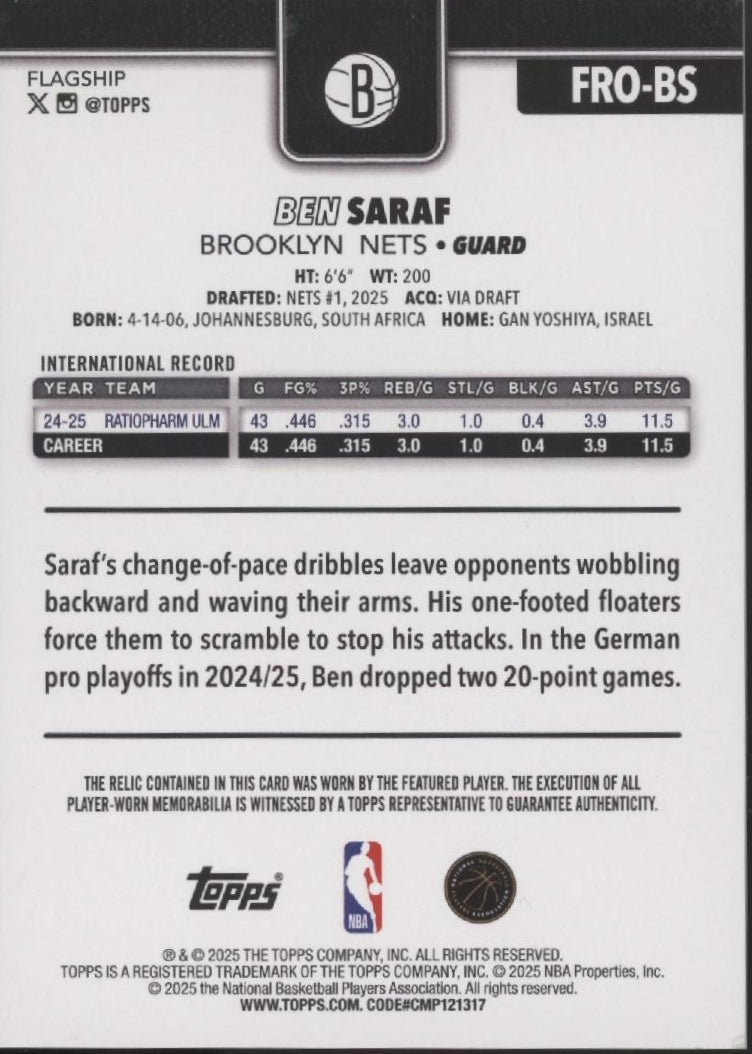 FLAGSHIP
@TOPPS
B
FRO-BS
BEN SARAF
BROOKLYN NETS • GUARD
HT: 6'6" WT: 200
DRAFTED: NETS #1, 2025 ACQ: VIA DRAFT
BORN: 4-14-06, JOHANNESBURG, SOUTH AFRICA HOME: GAN YOSHIYA, ISRAEL
INTERNATIONAL RECORD
YEAR TEAM G FG% 3P% REB/G STL/G BLK/G AST/G PTS/G
24-25 RATIOPHARM ULM 43 .446 .315 3.0 1.0 0.4 3.9 11.5
CAREER 43 .446 .315 3.0 1.0 0.4 3.9 11.5
Saraf's change-of-pace dribbles leave opponents wobbling
backward and waving their arms. His one-footed floaters
force them to scramble to stop his attacks. In the German
pro playoffs in 2024/25, Ben dropped two 20-point games.
THE RELIC CONTAINED IN THIS CARD WAS WORN BY THE FEATURED PLAYER. THE EXECUTION OF ALL
PLAYER-WORN MEMORABILIA IS WITNESSED BY A TOPPS REPRESENTATIVE TO GUARANTEE AUTHENTICITY.
Topps®
NBA
® & © 2025 THE TOPPS COMPANY, INC. ALL RIGHTS RESERVED.
TOPPS IS A REGISTERED TRADEMARK OF THE TOPPS COMPANY, INC. © 2025 NBA Properties, Inc.
© 2025 the National Basketball Players Association. All rights reserved.
WWW.TOPPS.COM. CODE#CMP121317